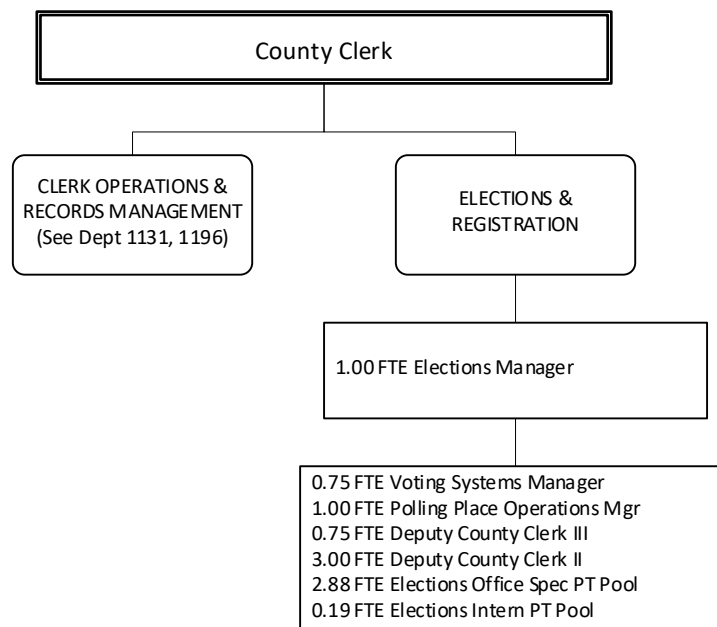 County Clerk
CLERK OPERATIONS &
RECORDS MANAGEMENT
(See Dept 1131, 1196)
ELECTIONS &
REGISTRATION
1.00 FTE Elections Manager
0.75 FTE Voting Systems Manager
1.00 FTE Polling Place Operations Mgr
0.75 FTE Deputy County Clerk III
3.00 FTE Deputy County Clerk II
2.88 FTE Elections Office Spec PT Pool
0.19 FTE Elections Intern PT Pool